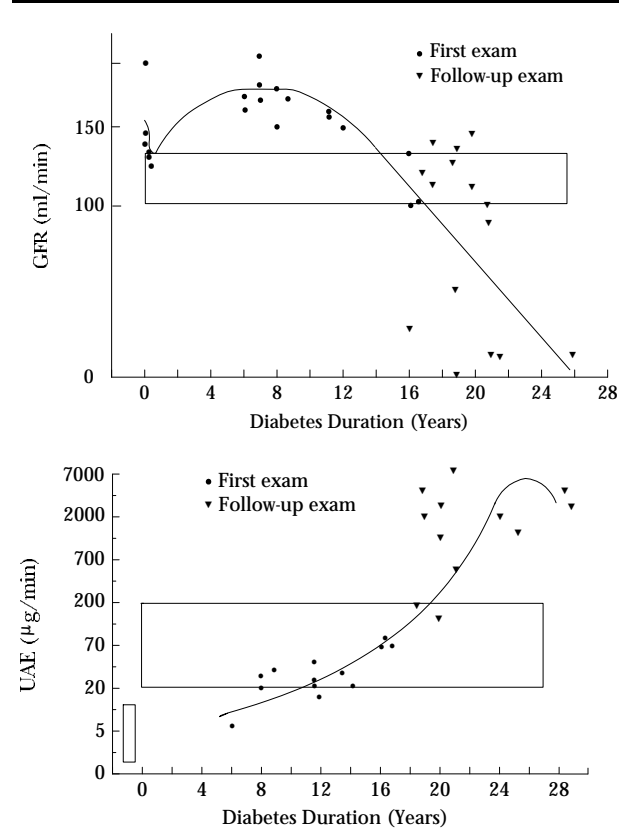 First exam
Follow-up exam
150
100
0
GFR (ml/min)
0 4 8 12 16 20 24 28
Diabetes Duration (Years)
First exam
Follow-up exam
7000
2000
700
200
70
20
5
0
UAE (μg/min)
0 4 8 12 16 20 24 28
Diabetes Duration (Years)